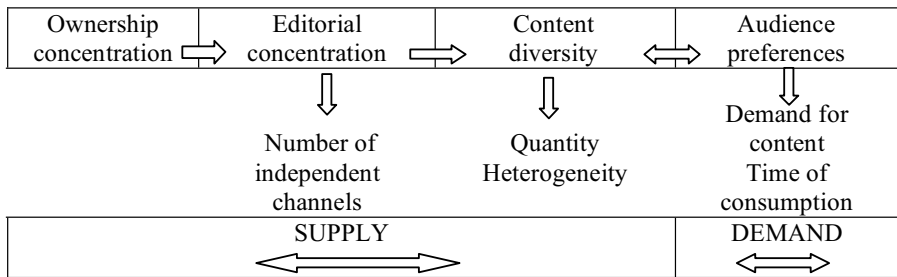 Ownership
concentration
Editorial
concentration
Content
diversity
Audience
preferences
Number of
independent
channels
Quantity
Heterogeneity
Demand for
content
Time of
consumption
SUPPLY
DEMAND